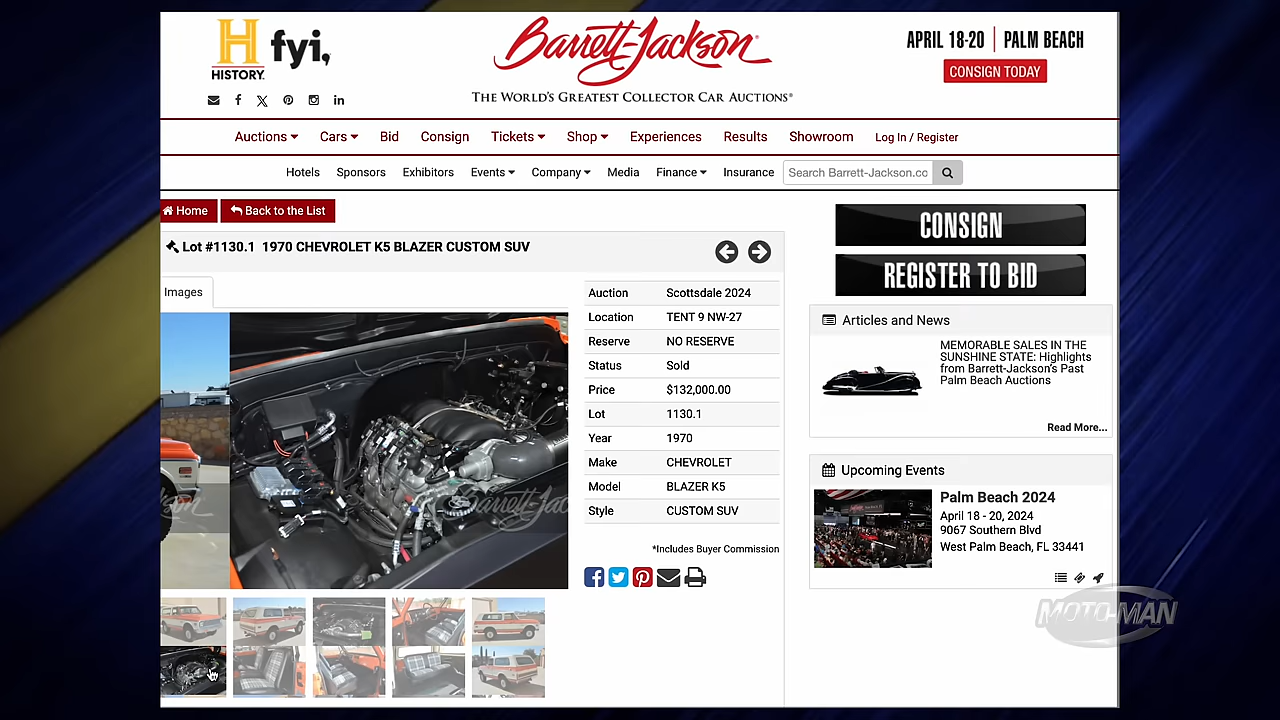 H
HISTORY.
fyi,
Barrett-Jackson®
THE WORLD'S GREATEST COLLECTOR CAR AUCTIONS®
APRIL 18-20 | PALM BEACH
CONSIGN TODAY
Auctions Cars Bid Consign Tickets Shop Experiences Results Showroom Log In / Register
Hotels Sponsors Exhibitors Events Company Media Finance Insurance Search Barrett-Jackson.co
Home Back to the List
Lot #1130.1 1970 CHEVROLET K5 BLAZER CUSTOM SUV
Images
Auction Scottsdale 2024
Location TENT 9 NW-27
Reserve NO RESERVE
Status Sold
Price $132,000.00
Lot 1130.1
Year 1970
Make CHEVROLET
Model BLAZER K5
Style CUSTOM SUV
*Includes Buyer Commission
Barrett-Jac
CONSIGN
REGISTER TO BID
Articles and News
MEMORABLE SALES IN THE
SUNSHINE STATE: Highlights
from Barrett-Jackson's Past
Palm Beach Auctions
Read More...
Upcoming Events
Palm Beach 2024
April 18 - 20, 2024
9067 Southern Blvd
West Palm Beach, FL 33441
MOTO-MAN